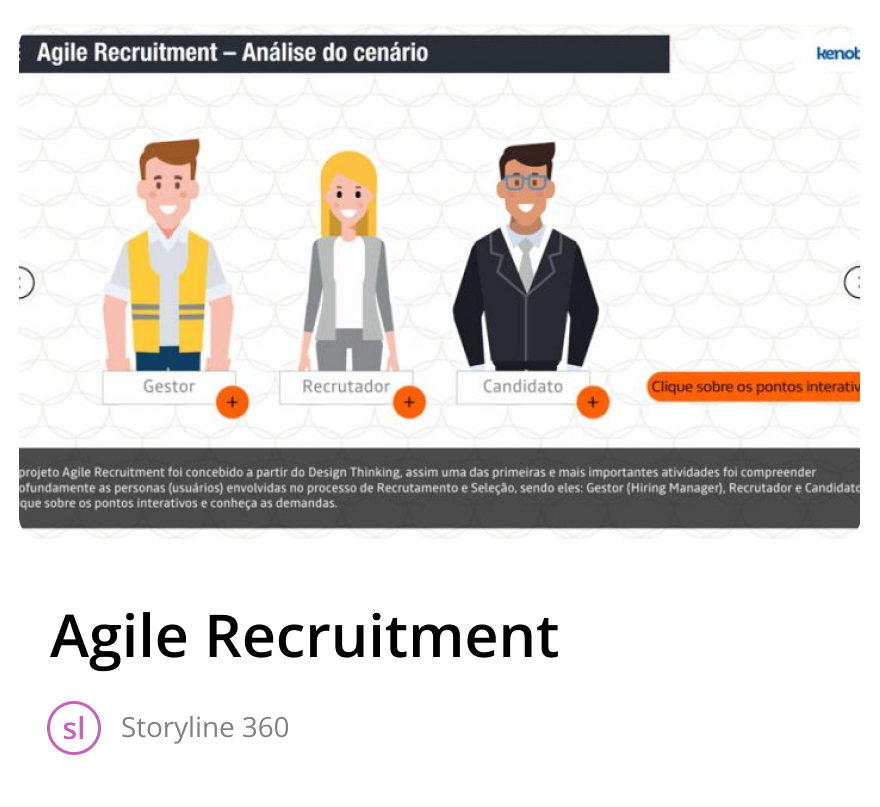 Agile Recruitment – Análise do cenário
kenob
Gestor
Recrutador
Candidato
+
+
+
Clique sobre os pontos interativ
projeto Agile Recruitment foi concebido a partir do Design Thinking, assim uma das primeiras e mais importantes atividades foi compreender
ofundamente as personas (usuários) envolvidas no processo de Recrutamento e Seleção, sendo eles: Gestor (Hiring Manager), Recrutador e Candidato
que sobre os pontos interativos e conheça as demandas.
Agile Recruitment
sl Storyline 360